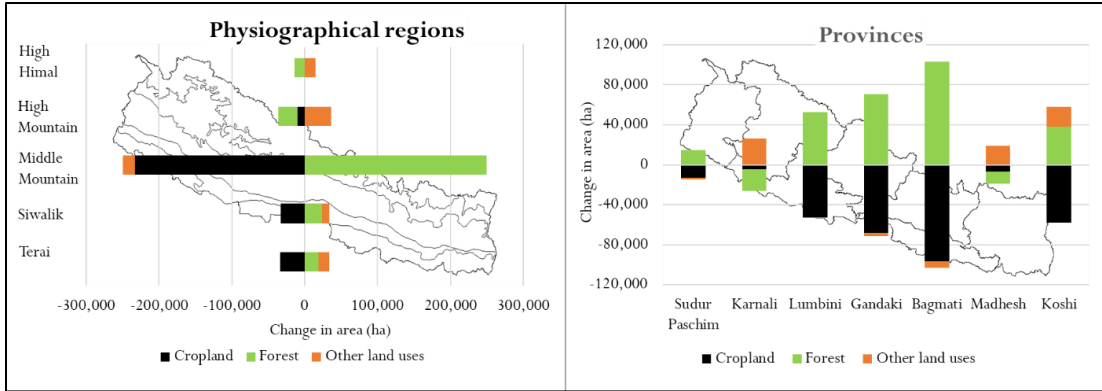 Physiographical regions
High
Himal
High
Mountain
Middle
Mountain
Siwalik
Terai
-300,000 -200,000 -100,000 0 100,000 200,000 300,000
Change in area (ha)
Cropland Forest Other land uses
Provinces
120,000
80,000
40,000
0
-40,000
-80,000
-120,000
Change in area (ha)
Sudur Paschim Karnali Lumbini Gandaki Bagmati Madhesh Koshi
Cropland Forest Other land uses